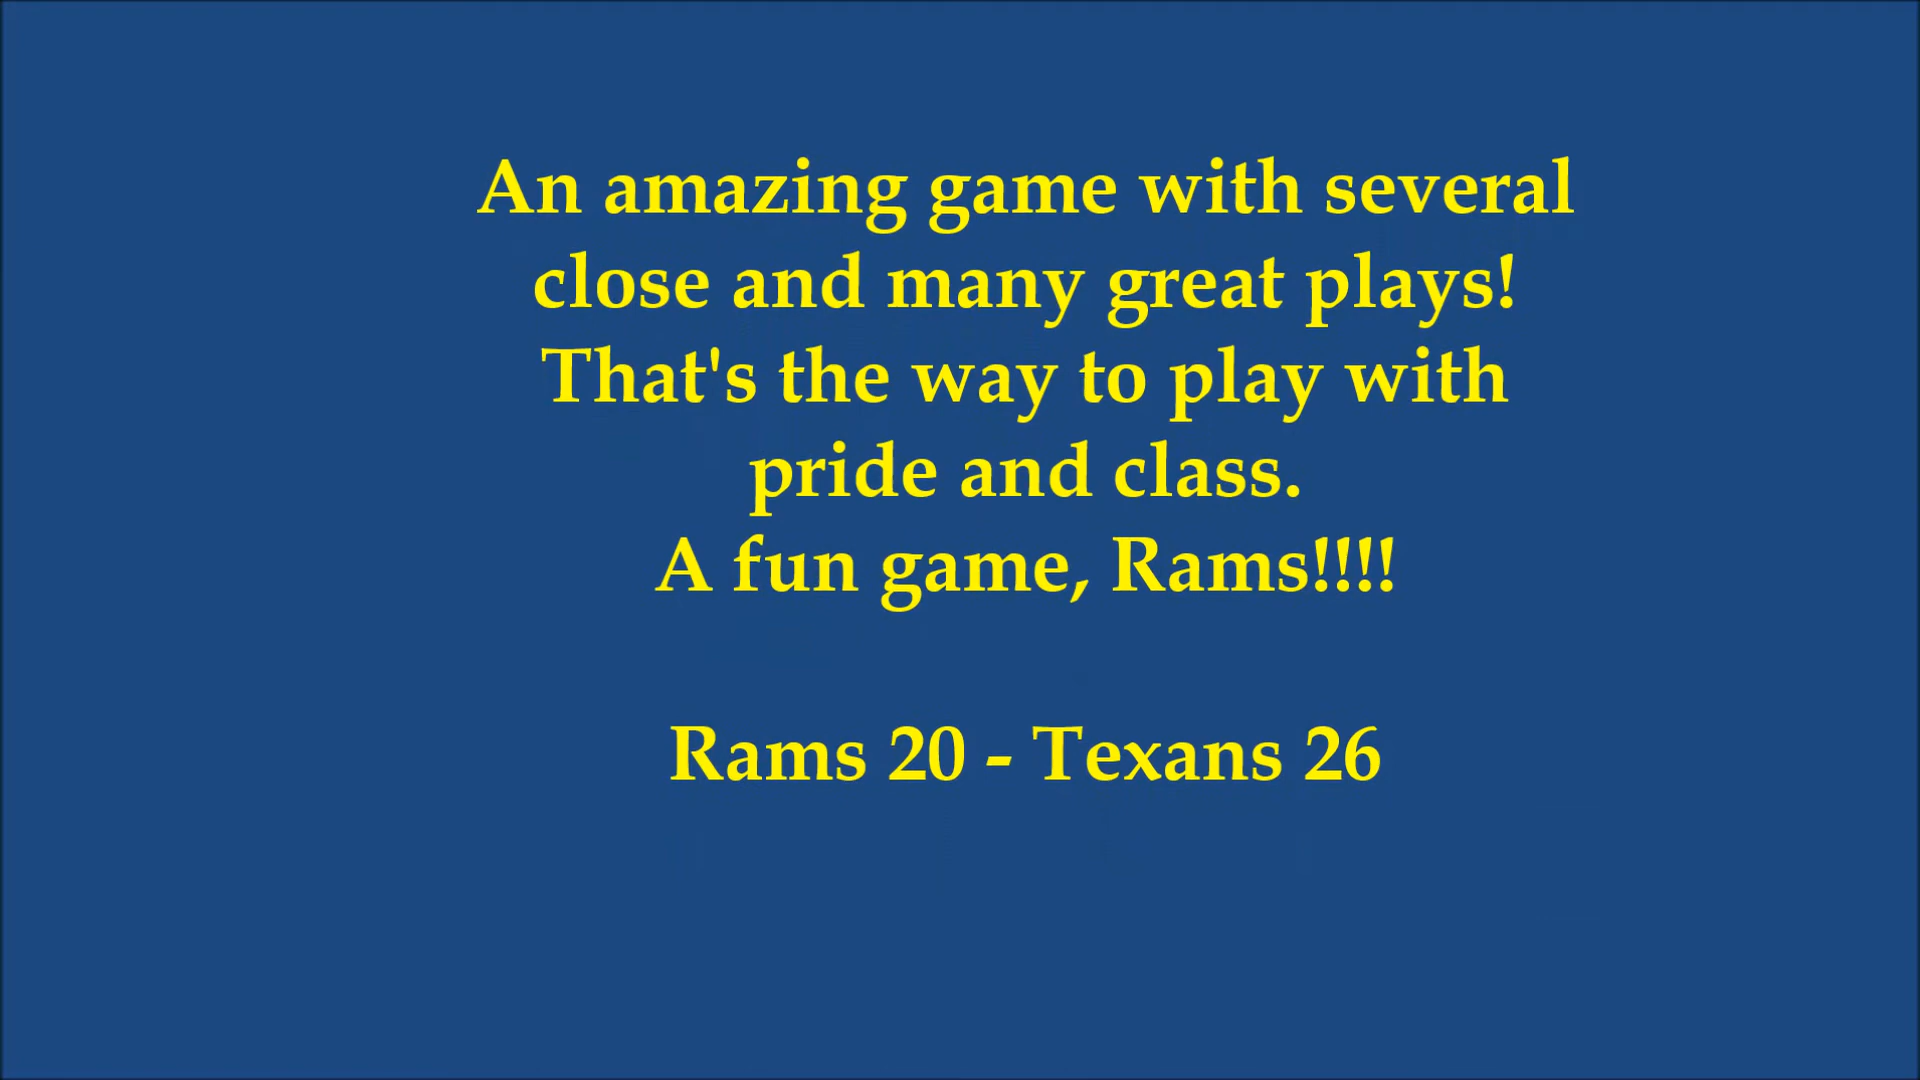 An amazing game with several
close and many great plays!
That's the way to play with
pride and class.
A fun game, Rams!!!!
Rams 20 - Texans 26